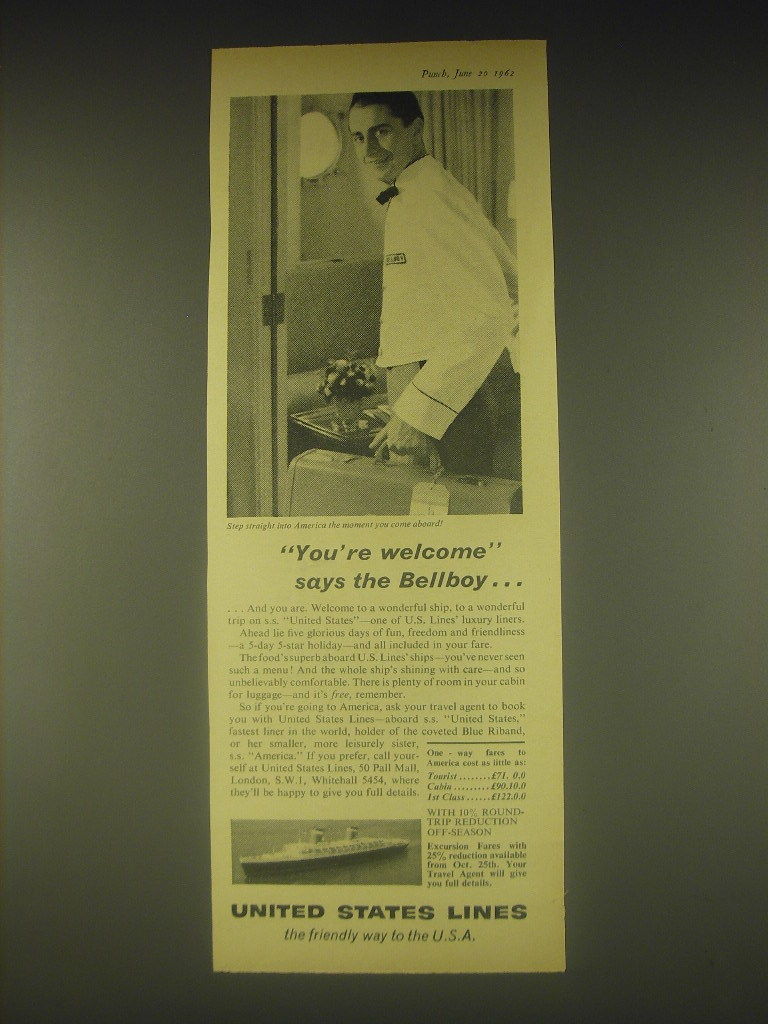 Punch, June 20 1962
Step straight into America the moment you come aboard!
"You're welcome"
says the Bellboy...
. . . And you are. Welcome to a wonderful ship, to a wonderful
trip on s.s. "United States"—one of U.S. Lines' luxury liners.
Ahead lie five glorious days of fun, freedom and friendliness
—a 5-day 5-star holiday—and all included in your fare.
The food's superb aboard U.S. Lines' ships—you've never seen
such a menu! And the whole ship's shining with care—and so
unbelievably comfortable. There is plenty of room in your cabin
for luggage—and it's free, remember.
So if you're going to America, ask your travel agent to book
you with United States Lines—aboard s.s. "United States,"
fastest liner in the world, holder of the coveted Blue Riband,
or her smaller, more leisurely sister,
s.s. "America." If you prefer, call your-
self at United States Lines, 50 Pall Mall,
London, S.W.1, Whitehall 5454, where
they'll be happy to give you full details.
One-way fares to
America cost as little as:
Tourist ........£71. 0.0
Cabin .........£90.10.0
1st Class ......£122.0.0
WITH 10% ROUND-
TRIP REDUCTION
OFF-SEASON
Excursion Fares with
25% reduction available
from Oct. 25th. Your
Travel Agent will give
you full details.
UNITED STATES LINES
the friendly way to the U.S.A.